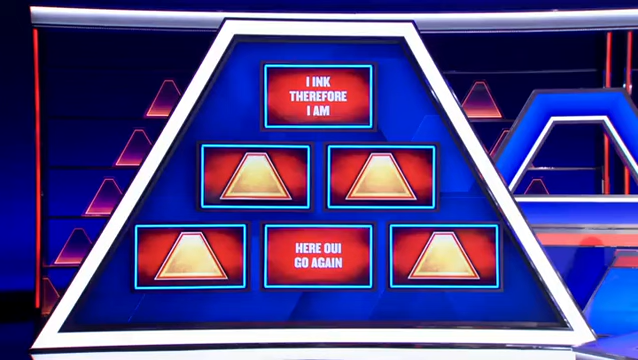 I INK
THEREFORE
I AM
HERE OUI
GO AGAIN